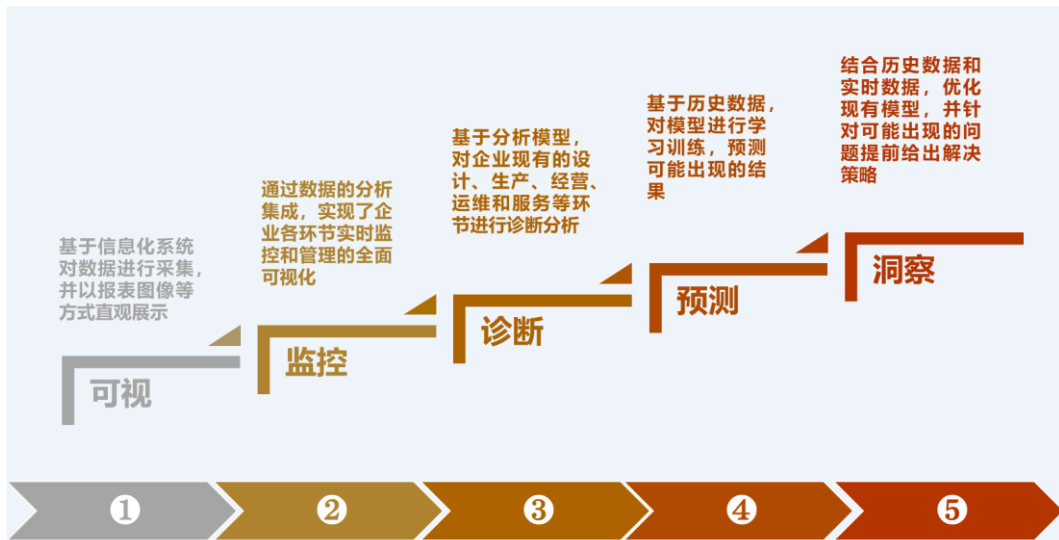 基于信息化系统
对数据进行采集，
并以报表图像等
方式直观展示
可视
通过数据的分析
集成，实现了企
业各环节实时监
控和管理的全面
可视化
监控
基于分析模型，
对企业现有的设
计、生产、经营、
运维和服务等环
节进行诊断分析
诊断
基于历史数据，
对模型进行学
习训练，预测
可能出现的结
果
预测
结合历史数据和
实时数据，优化
现有模型，并针
对可能出现的问
题提前给出解决
策略
洞察
❶
❷
❸
❹
❺